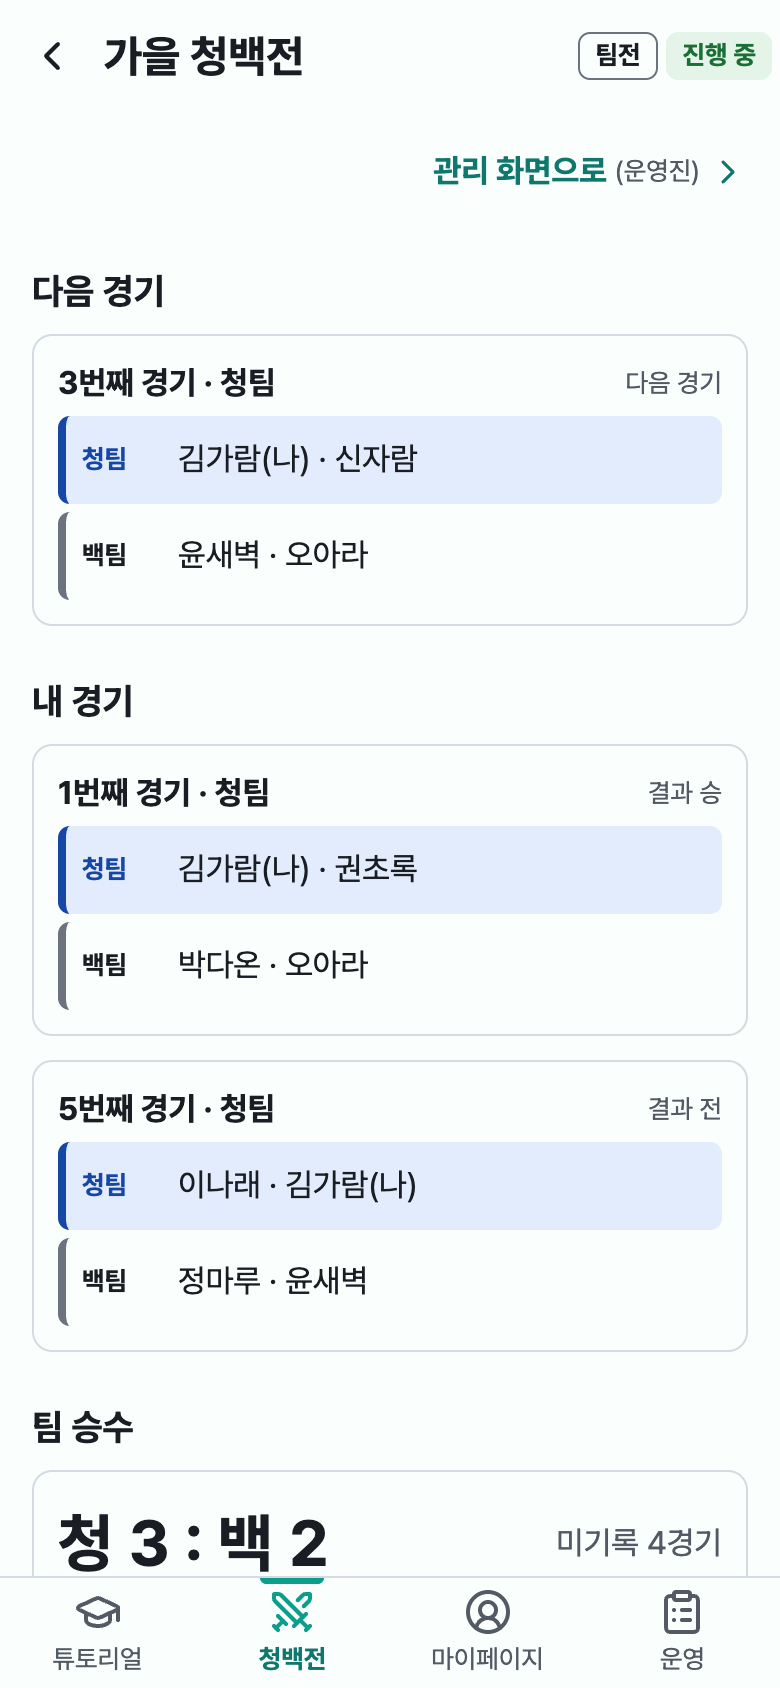 가을 청백전 팀전 진행 중
관리 화면으로 (운영진)
다음 경기
3번째 경기 · 청팀 다음 경기
청팀 김가람(나) · 신자람
백팀 윤새벽 · 오아라
내 경기
1번째 경기 · 청팀 결과 승
청팀 김가람(나) · 권초록
백팀 박다온 · 오아라
5번째 경기 · 청팀 결과 전
청팀 이나래 · 김가람(나)
백팀 정마루 · 윤새벽
팀 승수
청 3 : 백 2 미기록 4경기
튜토리얼 청백전 마이페이지 운영